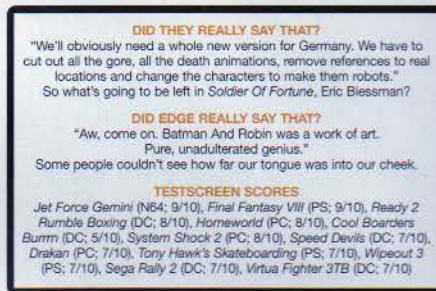 DID THEY REALLY SAY THAT?
"We'll obviously need a whole new version for Germany. We have to
cut out all the gore, all the death animations, remove references to real
locations and change the characters to make them robots."
So what's going to be left in Soldier Of Fortune, Eric Biessman?
DID EDGE REALLY SAY THAT?
"Aw, come on. Batman And Robin was a work of art.
Pure, unadulterated genius."
Some people couldn't see how far our tongue was into our cheek.
TESTSCREEN SCORES
Jet Force Gemini (N64; 9/10), Final Fantasy VIII (PS; 9/10), Ready 2
Rumble Boxing (DC; 8/10), Homeworld (PC; 8/10), Cool Boarders
Burrrn (DC; 5/10), System Shock 2 (PC; 8/10), Speed Devils (DC; 7/10),
Drakan (PC; 7/10), Tony Hawk's Skateboarding (PS; 7/10), Wipeout 3
(PS; 7/10), Sega Rally 2 (DC; 7/10), Virtua Fighter 3TB (DC; 7/10)